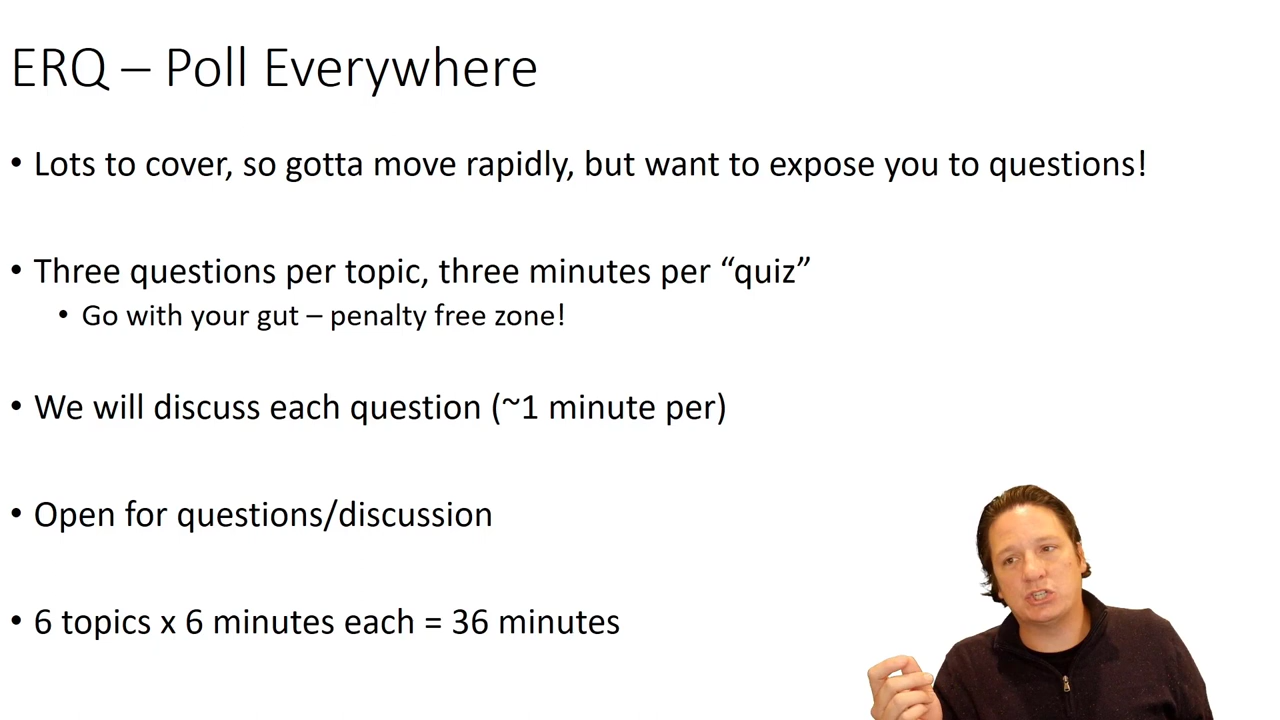 ERQ – Poll Everywhere
• Lots to cover, so gotta move rapidly, but want to expose you to questions!
• Three questions per topic, three minutes per “quiz”
• Go with your gut – penalty free zone!
• We will discuss each question (~1 minute per)
• Open for questions/discussion
• 6 topics x 6 minutes each = 36 minutes